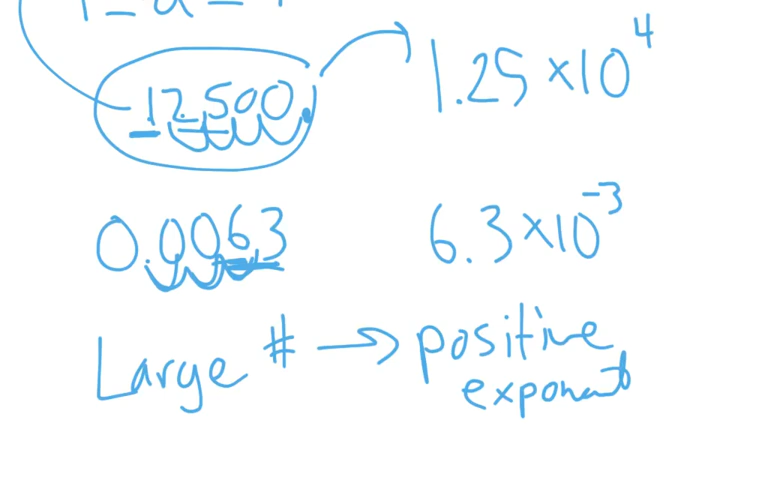 12,500. 1.25 ×10⁴
0.0063 6.3×10⁻³
Large # → positive
exponent